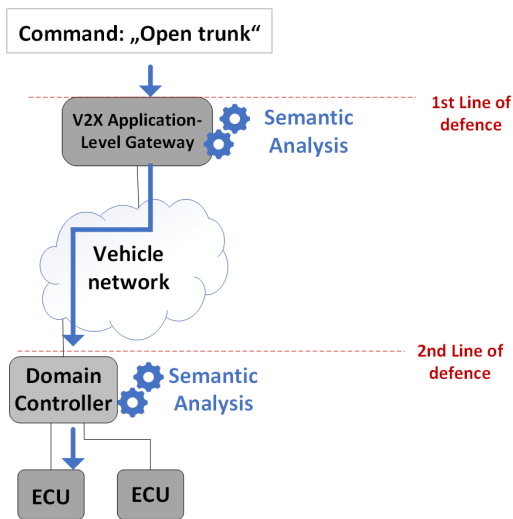 Command: „Open trunk“
1st Line of
defence
V2X Application-
Level Gateway
Semantic
Analysis
Vehicle
network
2nd Line of
defence
Domain
Controller
Semantic
Analysis
ECU
ECU